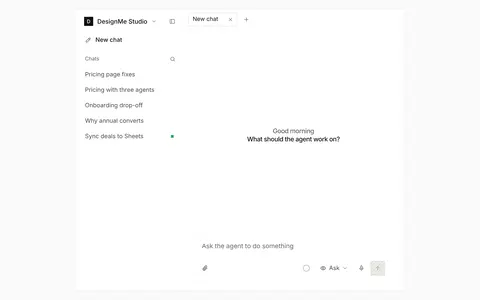 D DesignMe Studio
New chat
Chats
Pricing page fixes
Pricing with three agents
Onboarding drop-off
Why annual converts
Sync deals to Sheets
New chat
Good morning
What should the agent work on?
Ask the agent to do something
Ask